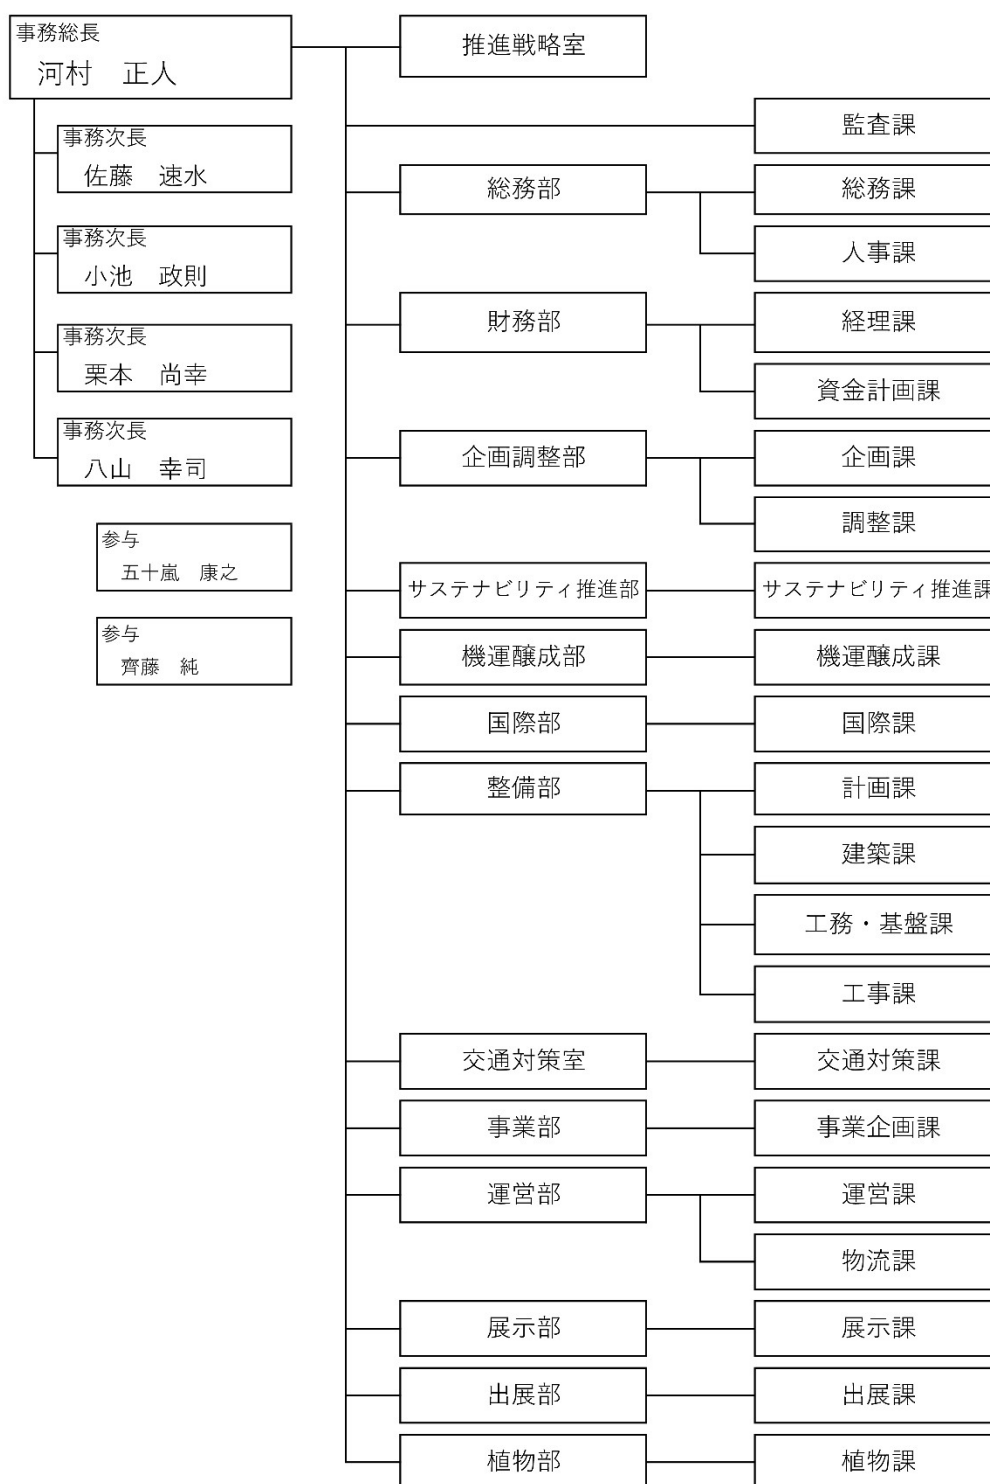 事務総長
河村　正人
事務次長
佐藤　速水
事務次長
小池　政則
事務次長
栗本　尚幸
事務次長
八山　幸司
参与
五十嵐　康之
参与
齊藤　純
推進戦略室
監査課
総務部
総務課
人事課
財務部
経理課
資金計画課
企画調整部
企画課
調整課
サステナビリティ推進部
サステナビリティ推進課
機運醸成部
機運醸成課
国際部
国際課
整備部
計画課
建築課
工務・基盤課
工事課
交通対策室
交通対策課
事業部
事業企画課
運営部
運営課
物流課
展示部
展示課
出展部
出展課
植物部
植物課